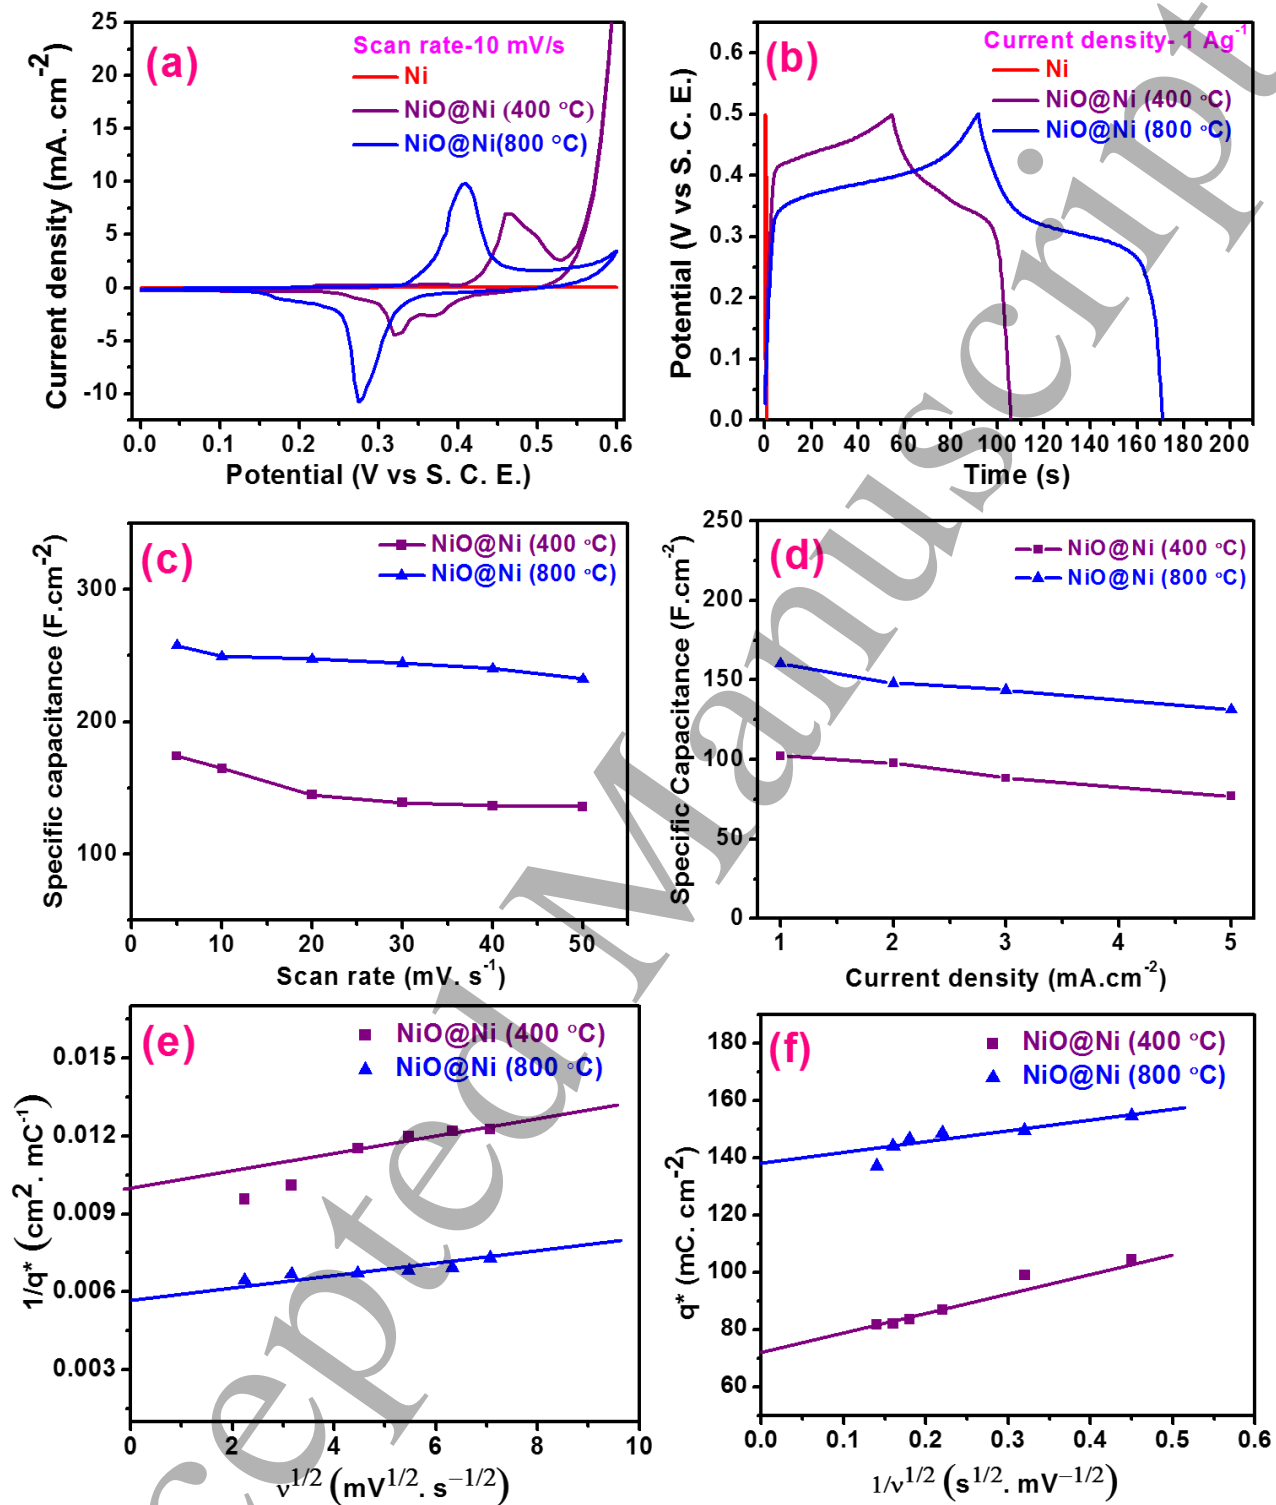 (a)
Scan rate-10 mV/s
Ni
NiO@Ni (400 °C)
NiO@Ni(800 °C)
25
20
15
10
5
0
-5
-10
0.0 0.1 0.2 0.3 0.4 0.5 0.6
Current density (mA. cm⁻²)
Potential (V vs S. C. E.)
(b)
Current density- 1 Ag⁻¹
Ni
NiO@Ni (400 °C)
NiO@Ni (800 °C)
0.6
0.5
0.4
0.3
0.2
0.1
0.0
0 20 40 60 80 100 120 140 160 180 200
Potential (V vs S. C. E.)
Time (s)
(c)
NiO@Ni (400 °C)
NiO@Ni (800 °C)
300
200
100
0 10 20 30 40 50
Specific capacitance (F.cm⁻²)
Scan rate (mV. s⁻¹)
(d)
NiO@Ni (400 °C)
NiO@Ni (800 °C)
250
200
150
100
50
0
1 2 3 4 5
Specific Capacitance (F.cm⁻²)
Current density (mA.cm⁻²)
(e)
NiO@Ni (400 °C)
NiO@Ni (800 °C)
0.015
0.012
0.009
0.006
0.003
0 2 4 6 8 10
1/q* (cm². mC⁻¹)
ν¹/² (mV¹/². s⁻¹/²)
(f)
NiO@Ni (400 °C)
NiO@Ni (800 °C)
180
160
140
120
100
80
60
0.0 0.1 0.2 0.3 0.4 0.5 0.6
q* (mC. cm⁻²)
1/ν¹/² (s¹/². mV⁻¹/²)
cepted Manuscript